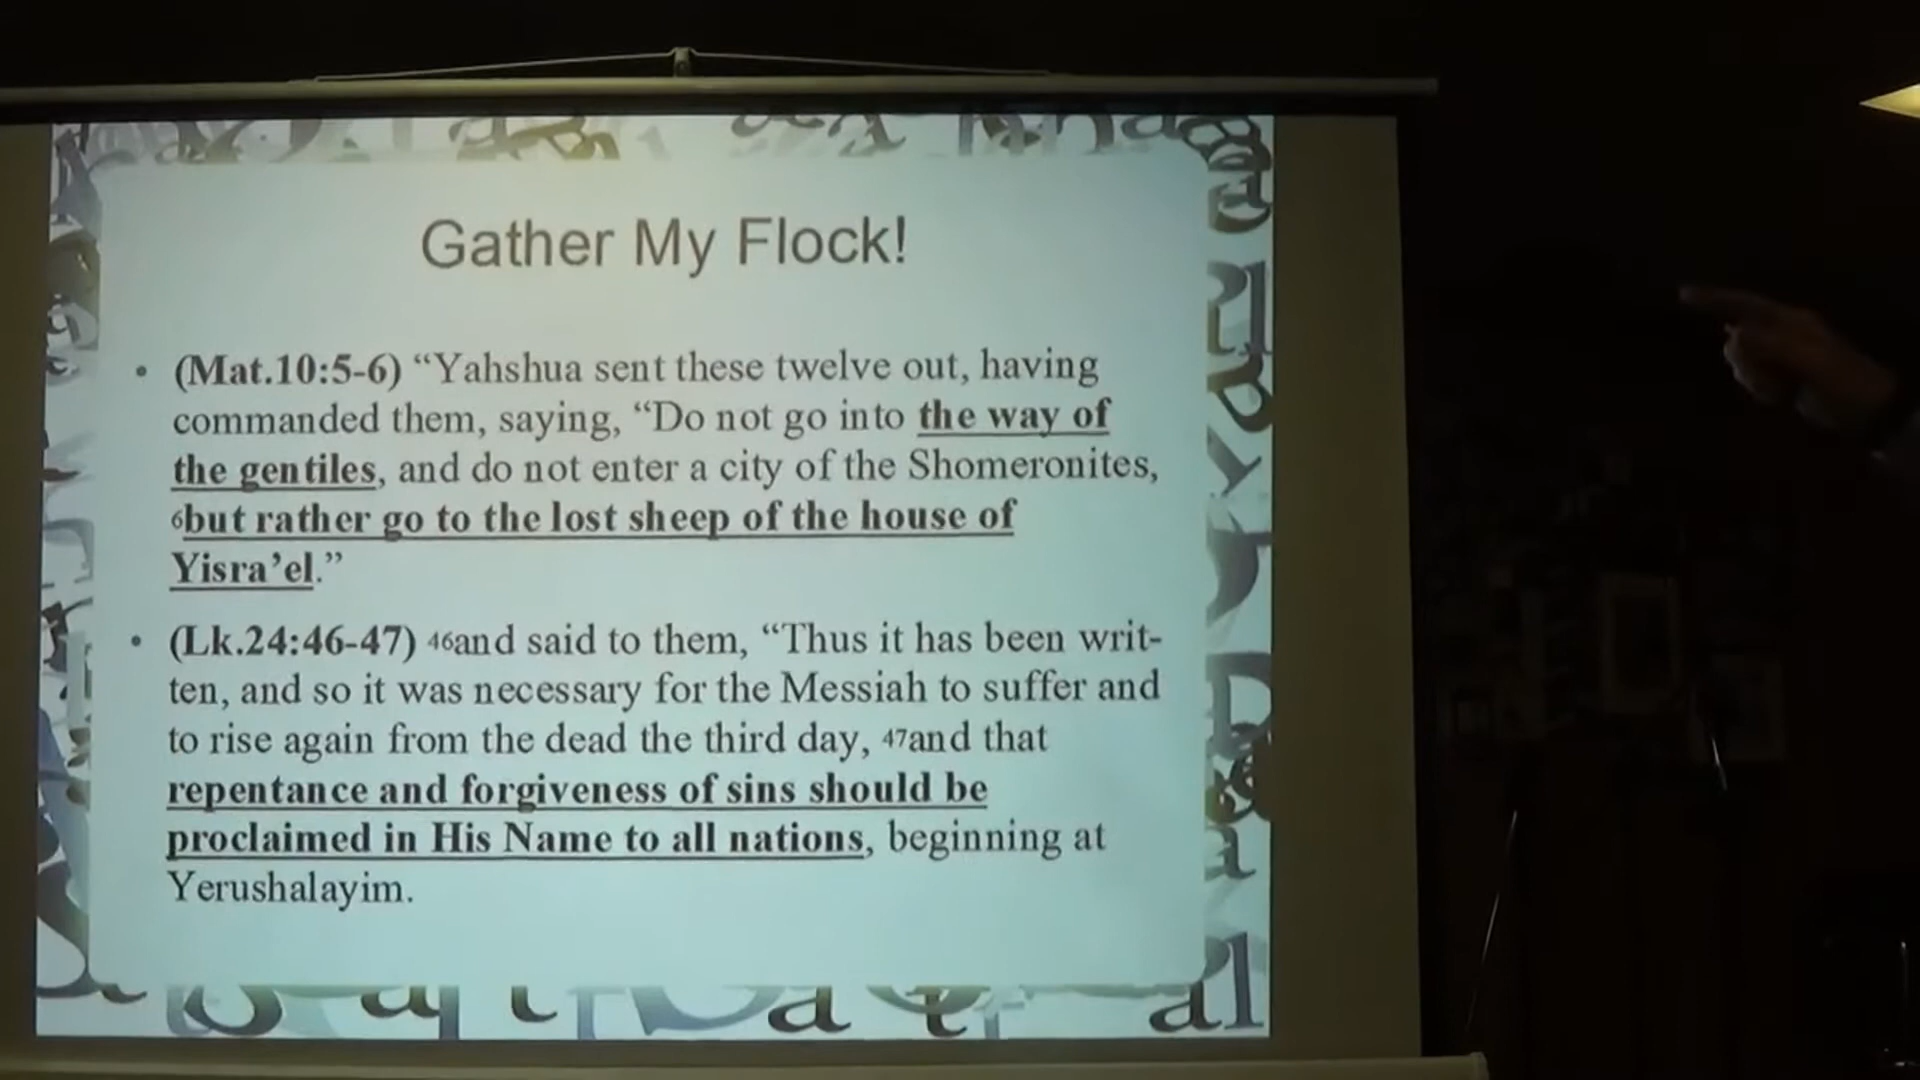 Gather My Flock!
• (Mat.10:5-6) “Yahshua sent these twelve out, having
commanded them, saying, “Do not go into the way of
the gentiles, and do not enter a city of the Shomeronites,
6but rather go to the lost sheep of the house of
Yisra’el.”
• (Lk.24:46-47) 46and said to them, “Thus it has been writ-
ten, and so it was necessary for the Messiah to suffer and
to rise again from the dead the third day, 47and that
repentance and forgiveness of sins should be
proclaimed in His Name to all nations, beginning at
Yerushalayim.